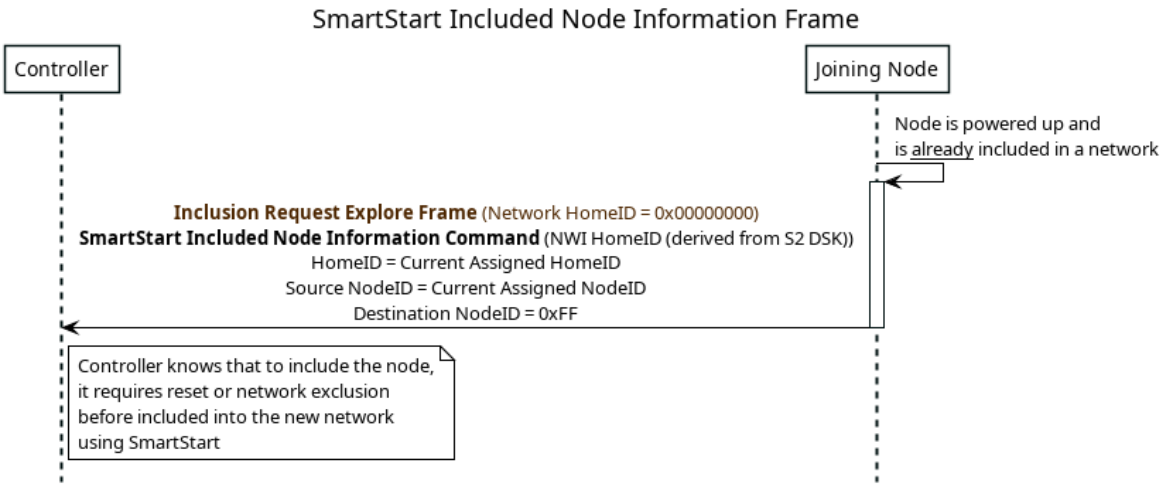 SmartStart Included Node Information Frame
Controller
Joining Node
Node is powered up and
is already included in a network
Inclusion Request Explore Frame (Network HomeID = 0x00000000)
SmartStart Included Node Information Command (NWI HomeID (derived from S2 DSK))
HomeID = Current Assigned HomeID
Source NodeID = Current Assigned NodeID
Destination NodeID = 0xFF
Controller knows that to include the node,
it requires reset or network exclusion
before included into the new network
using SmartStart